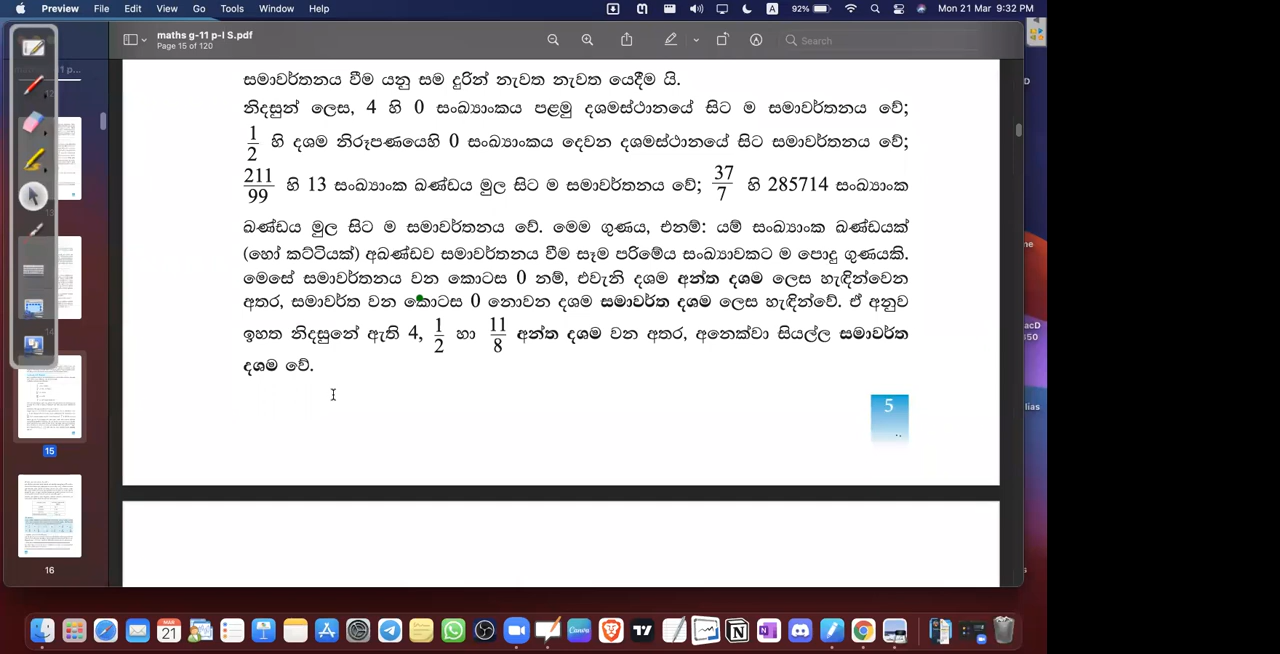 Preview File Edit View Go Tools Window Help
92% Mon 21 Mar 9:32 PM
maths g-11 p-I S.pdf
Page 15 of 120
Search
සමාවර්තනය වීම යනු සම දුරින් නැවත නැවත යෙදීම යි.
නිදසුන් ලෙස, 4 හි 0 සංඛ්‍යාංකය පළමු දශමස්ථානයේ සිට ම සමාවර්තනය වේ;
1/2 හි දශම නිරූපණයෙහි 0 සංඛ්‍යාංකය දෙවන දශමස්ථානයේ සිට සමාවර්තනය වේ;
211/99 හි 13 සංඛ්‍යාංක ඛණ්ඩය මුල සිට ම සමාවර්තනය වේ; 37/7 හි 285714 සංඛ්‍යාංක
ඛණ්ඩය මුල සිට ම සමාවර්තනය වේ. මෙම ගුණය, එනම්: යම් සංඛ්‍යාංක ඛණ්ඩයක්
(හෝ කට්ටියක්) අඛණ්ඩව සමාවර්තනය වීම සෑම පරිමේය සංඛ්‍යාවකට ම පොදු ගුණයකි.
මෙසේ සමාවර්තනය වන කොටස 0 නම්, එවැනි දශම අන්ත දශම ලෙස හැඳින්වෙන
අතර, සමාවර්ත වන කොටස 0 නොවන දශම සමාවර්ත දශම ලෙස හැඳින්වේ. ඒ අනුව
ඉහත නිදසුනේ ඇති 4, 1/2 හා 11/8 අන්ත දශම වන අතර, අනෙක්වා සියල්ල සමාවර්ත
දශම වේ.
5
15
16